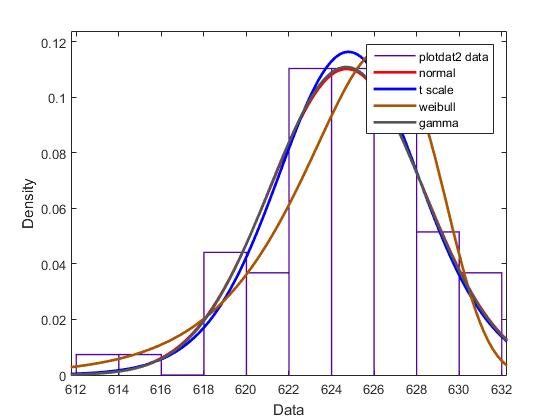 0.12
0.1
0.08
0.06
0.04
0.02
0
Density
plotdat2 data
normal
t scale
weibull
gamma
612 614 616 618 620 622 624 626 628 630 632
Data